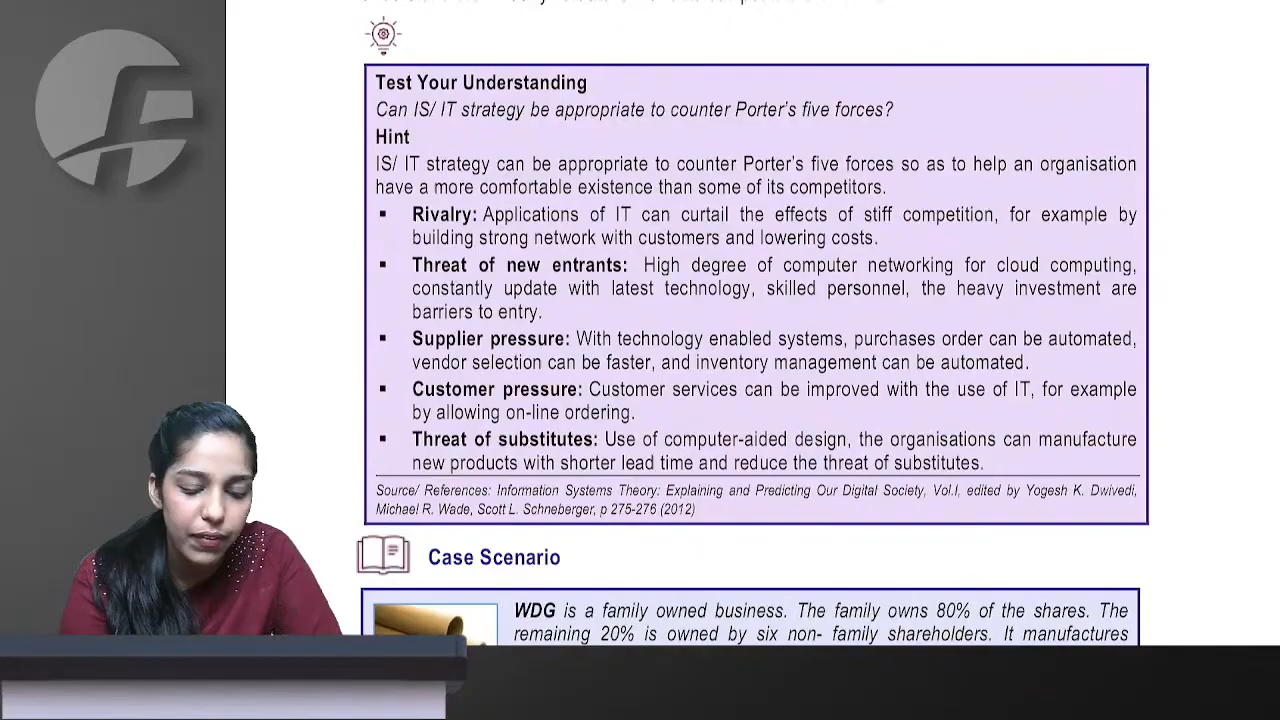 Test Your Understanding
Can IS/ IT strategy be appropriate to counter Porter's five forces?
Hint
IS/ IT strategy can be appropriate to counter Porter's five forces so as to help an organisation
have a more comfortable existence than some of its competitors.
▪ Rivalry: Applications of IT can curtail the effects of stiff competition, for example by
building strong network with customers and lowering costs.
▪ Threat of new entrants: High degree of computer networking for cloud computing,
constantly update with latest technology, skilled personnel, the heavy investment are
barriers to entry.
▪ Supplier pressure: With technology enabled systems, purchases order can be automated,
vendor selection can be faster, and inventory management can be automated.
▪ Customer pressure: Customer services can be improved with the use of IT, for example
by allowing on-line ordering.
▪ Threat of substitutes: Use of computer-aided design, the organisations can manufacture
new products with shorter lead time and reduce the threat of substitutes.
Source/ References: Information Systems Theory: Explaining and Predicting Our Digital Society, Vol.I, edited by Yogesh K. Dwivedi,
Michael R. Wade, Scott L. Schneberger, p 275-276 (2012)
Case Scenario
WDG is a family owned business. The family owns 80% of the shares. The
remaining 20% is owned by six non- family shareholders. It manufactures